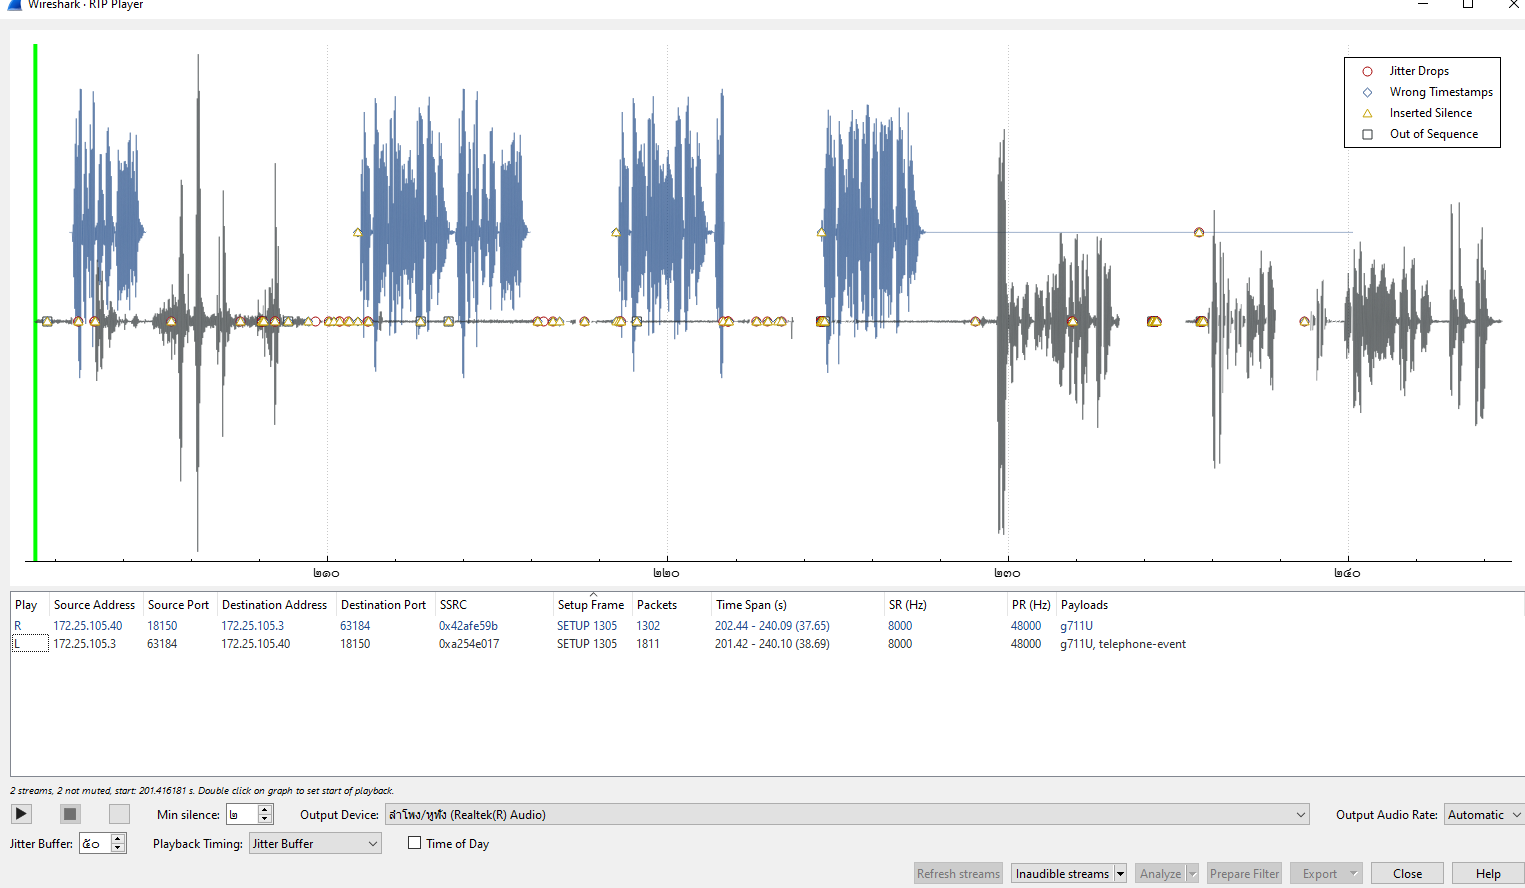 Wireshark · RTP Player
Jitter Drops
Wrong Timestamps
Inserted Silence
Out of Sequence
๒๑๐ ๒๒๐ ๒๓๐ ๒๔๐
Play Source Address Source Port Destination Address Destination Port SSRC Setup Frame Packets Time Span (s) SR (Hz) PR (Hz) Payloads
R 172.25.105.40 18150 172.25.105.3 63184 0x42afe59b SETUP 1305 1302 202.44 - 240.09 (37.65) 8000 48000 g711U
L 172.25.105.3 63184 172.25.105.40 18150 0xa254e017 SETUP 1305 1811 201.42 - 240.10 (38.69) 8000 48000 g711U, telephone-event
2 streams, 2 not muted, start: 201.416181 s. Double click on graph to set start of playback.
Min silence: ๒ Output Device: ลำโพง/หูฟัง (Realtek(R) Audio) Output Audio Rate: Automatic
Jitter Buffer: ๕๐ Playback Timing: Jitter Buffer Time of Day
Refresh streams Inaudible streams Analyze Prepare Filter Export Close Help